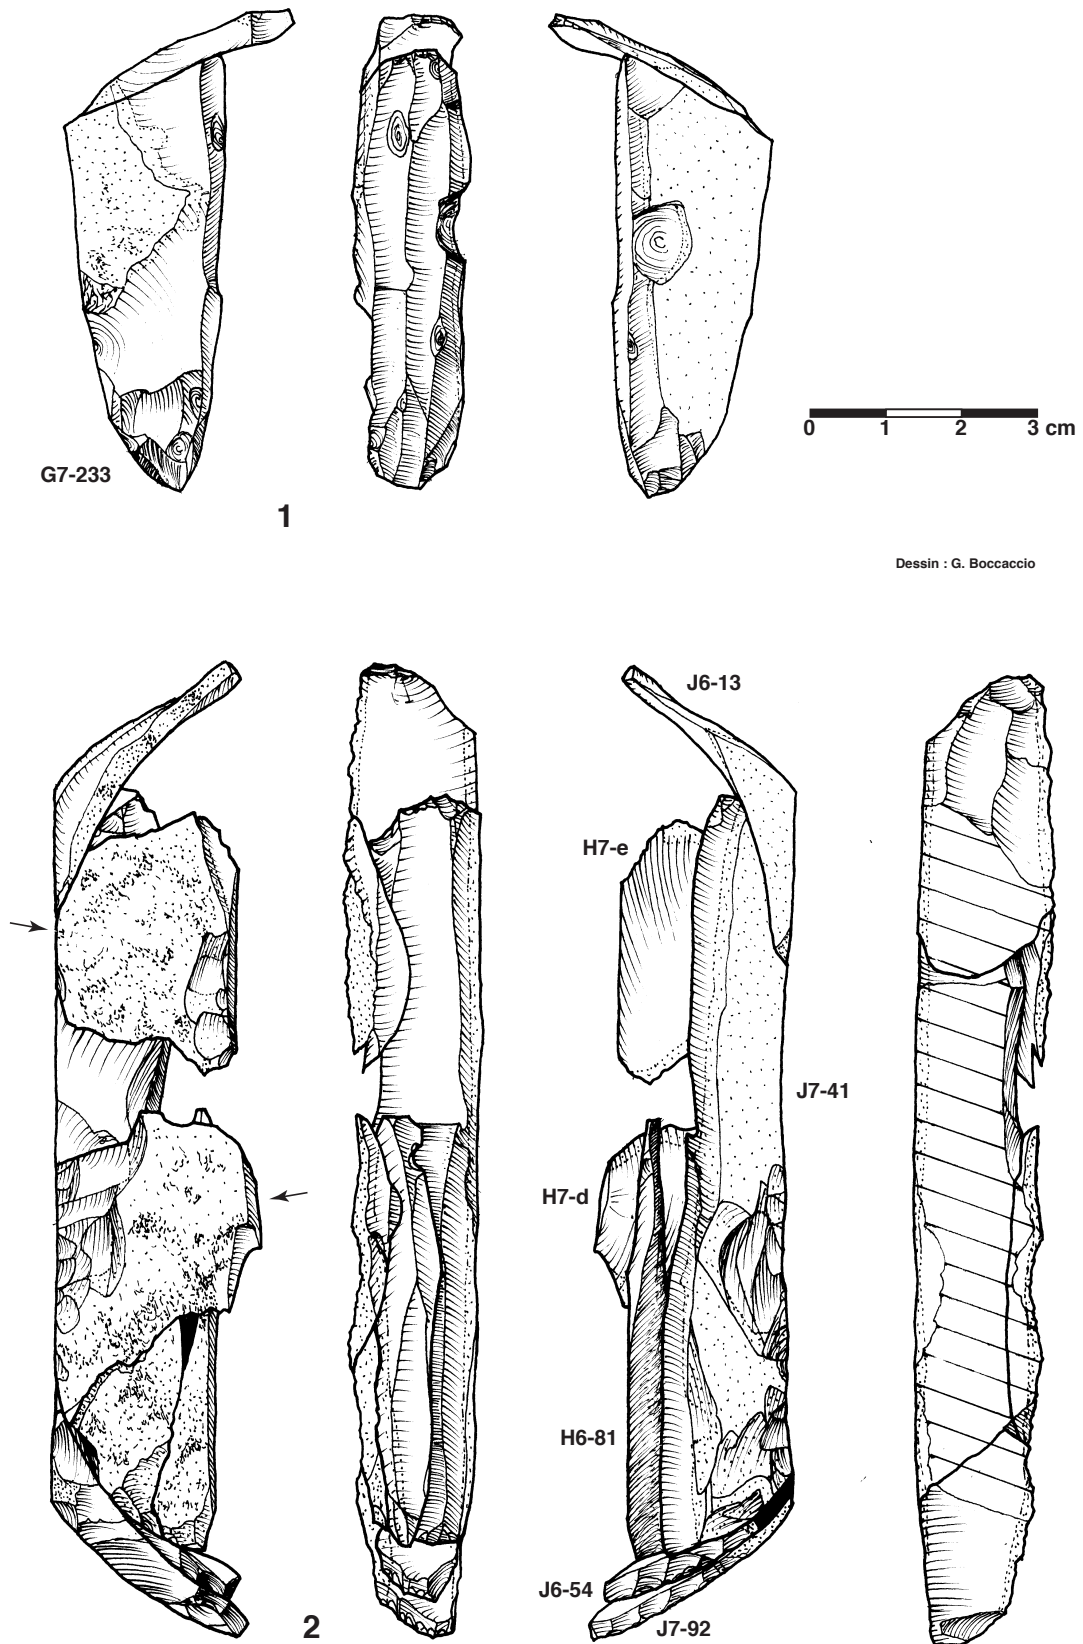 G7-233
1
0 1 2 3 cm
Dessin : G. Boccaccio
J6-13
H7-e
J7-41
H7-d
H6-81
J6-54
J7-92
2